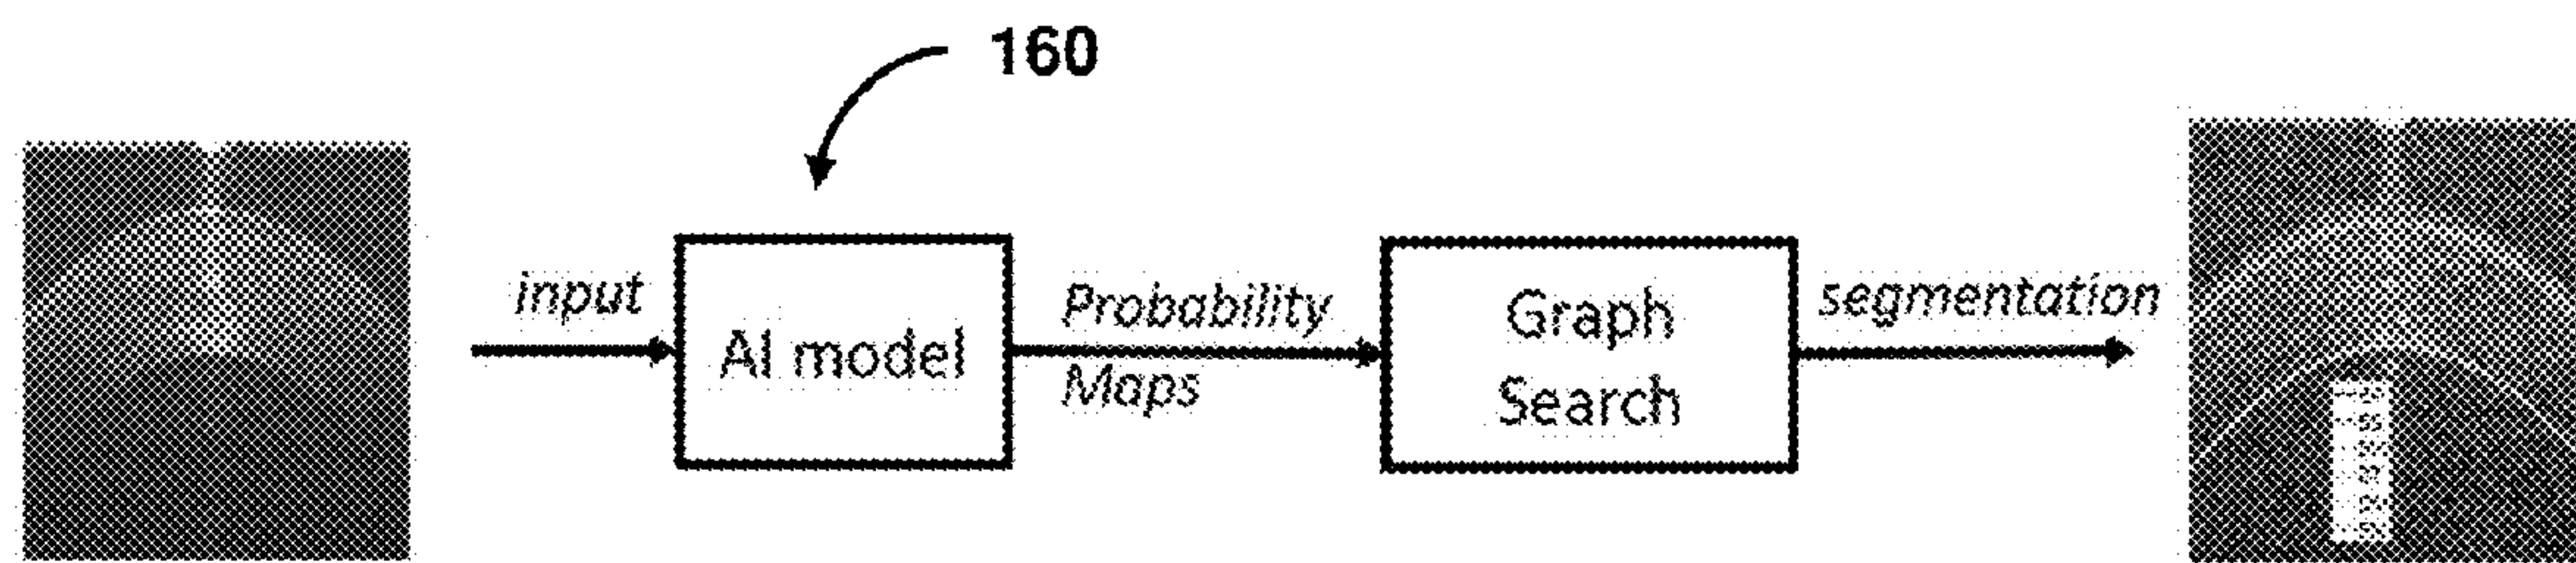 160
input
AI model
Probability
Maps
Graph
Search
segmentation